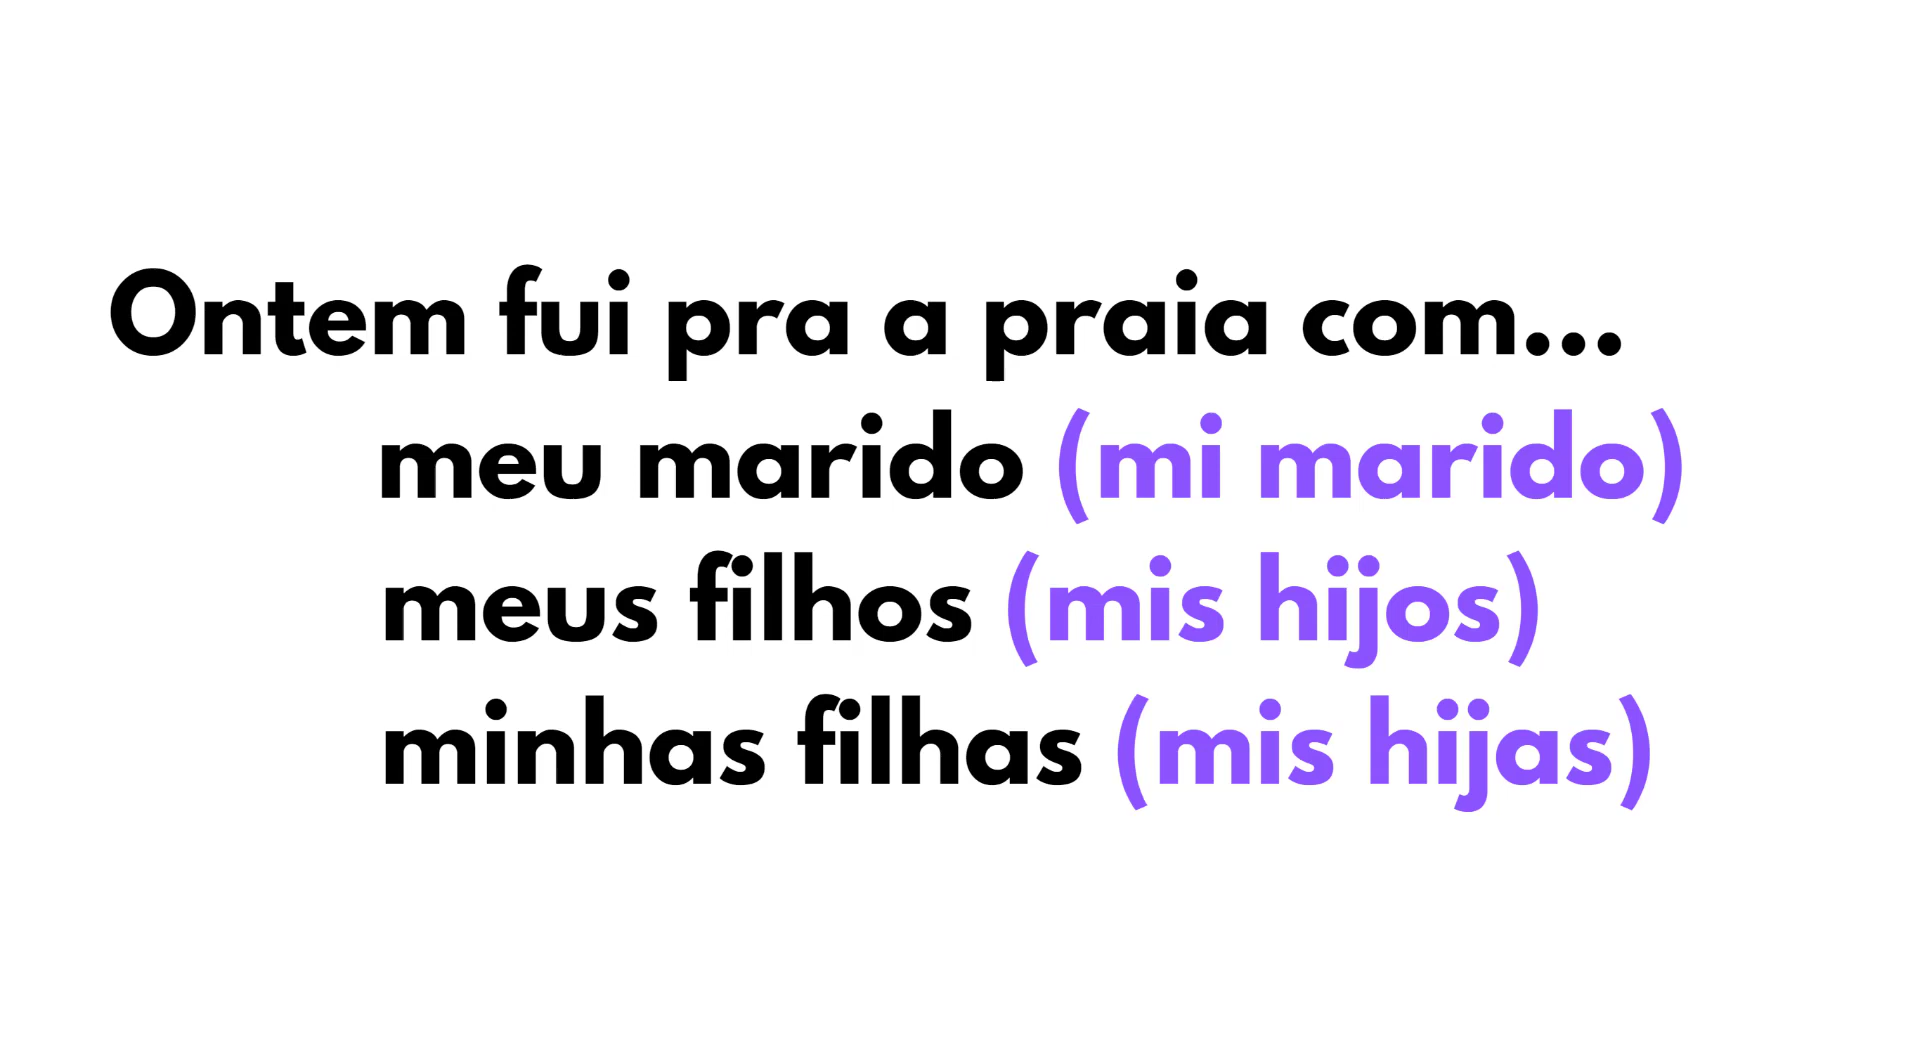 Ontem fui pra a praia com...
meu marido (mi marido)
meus filhos (mis hijos)
minhas filhas (mis hijas)